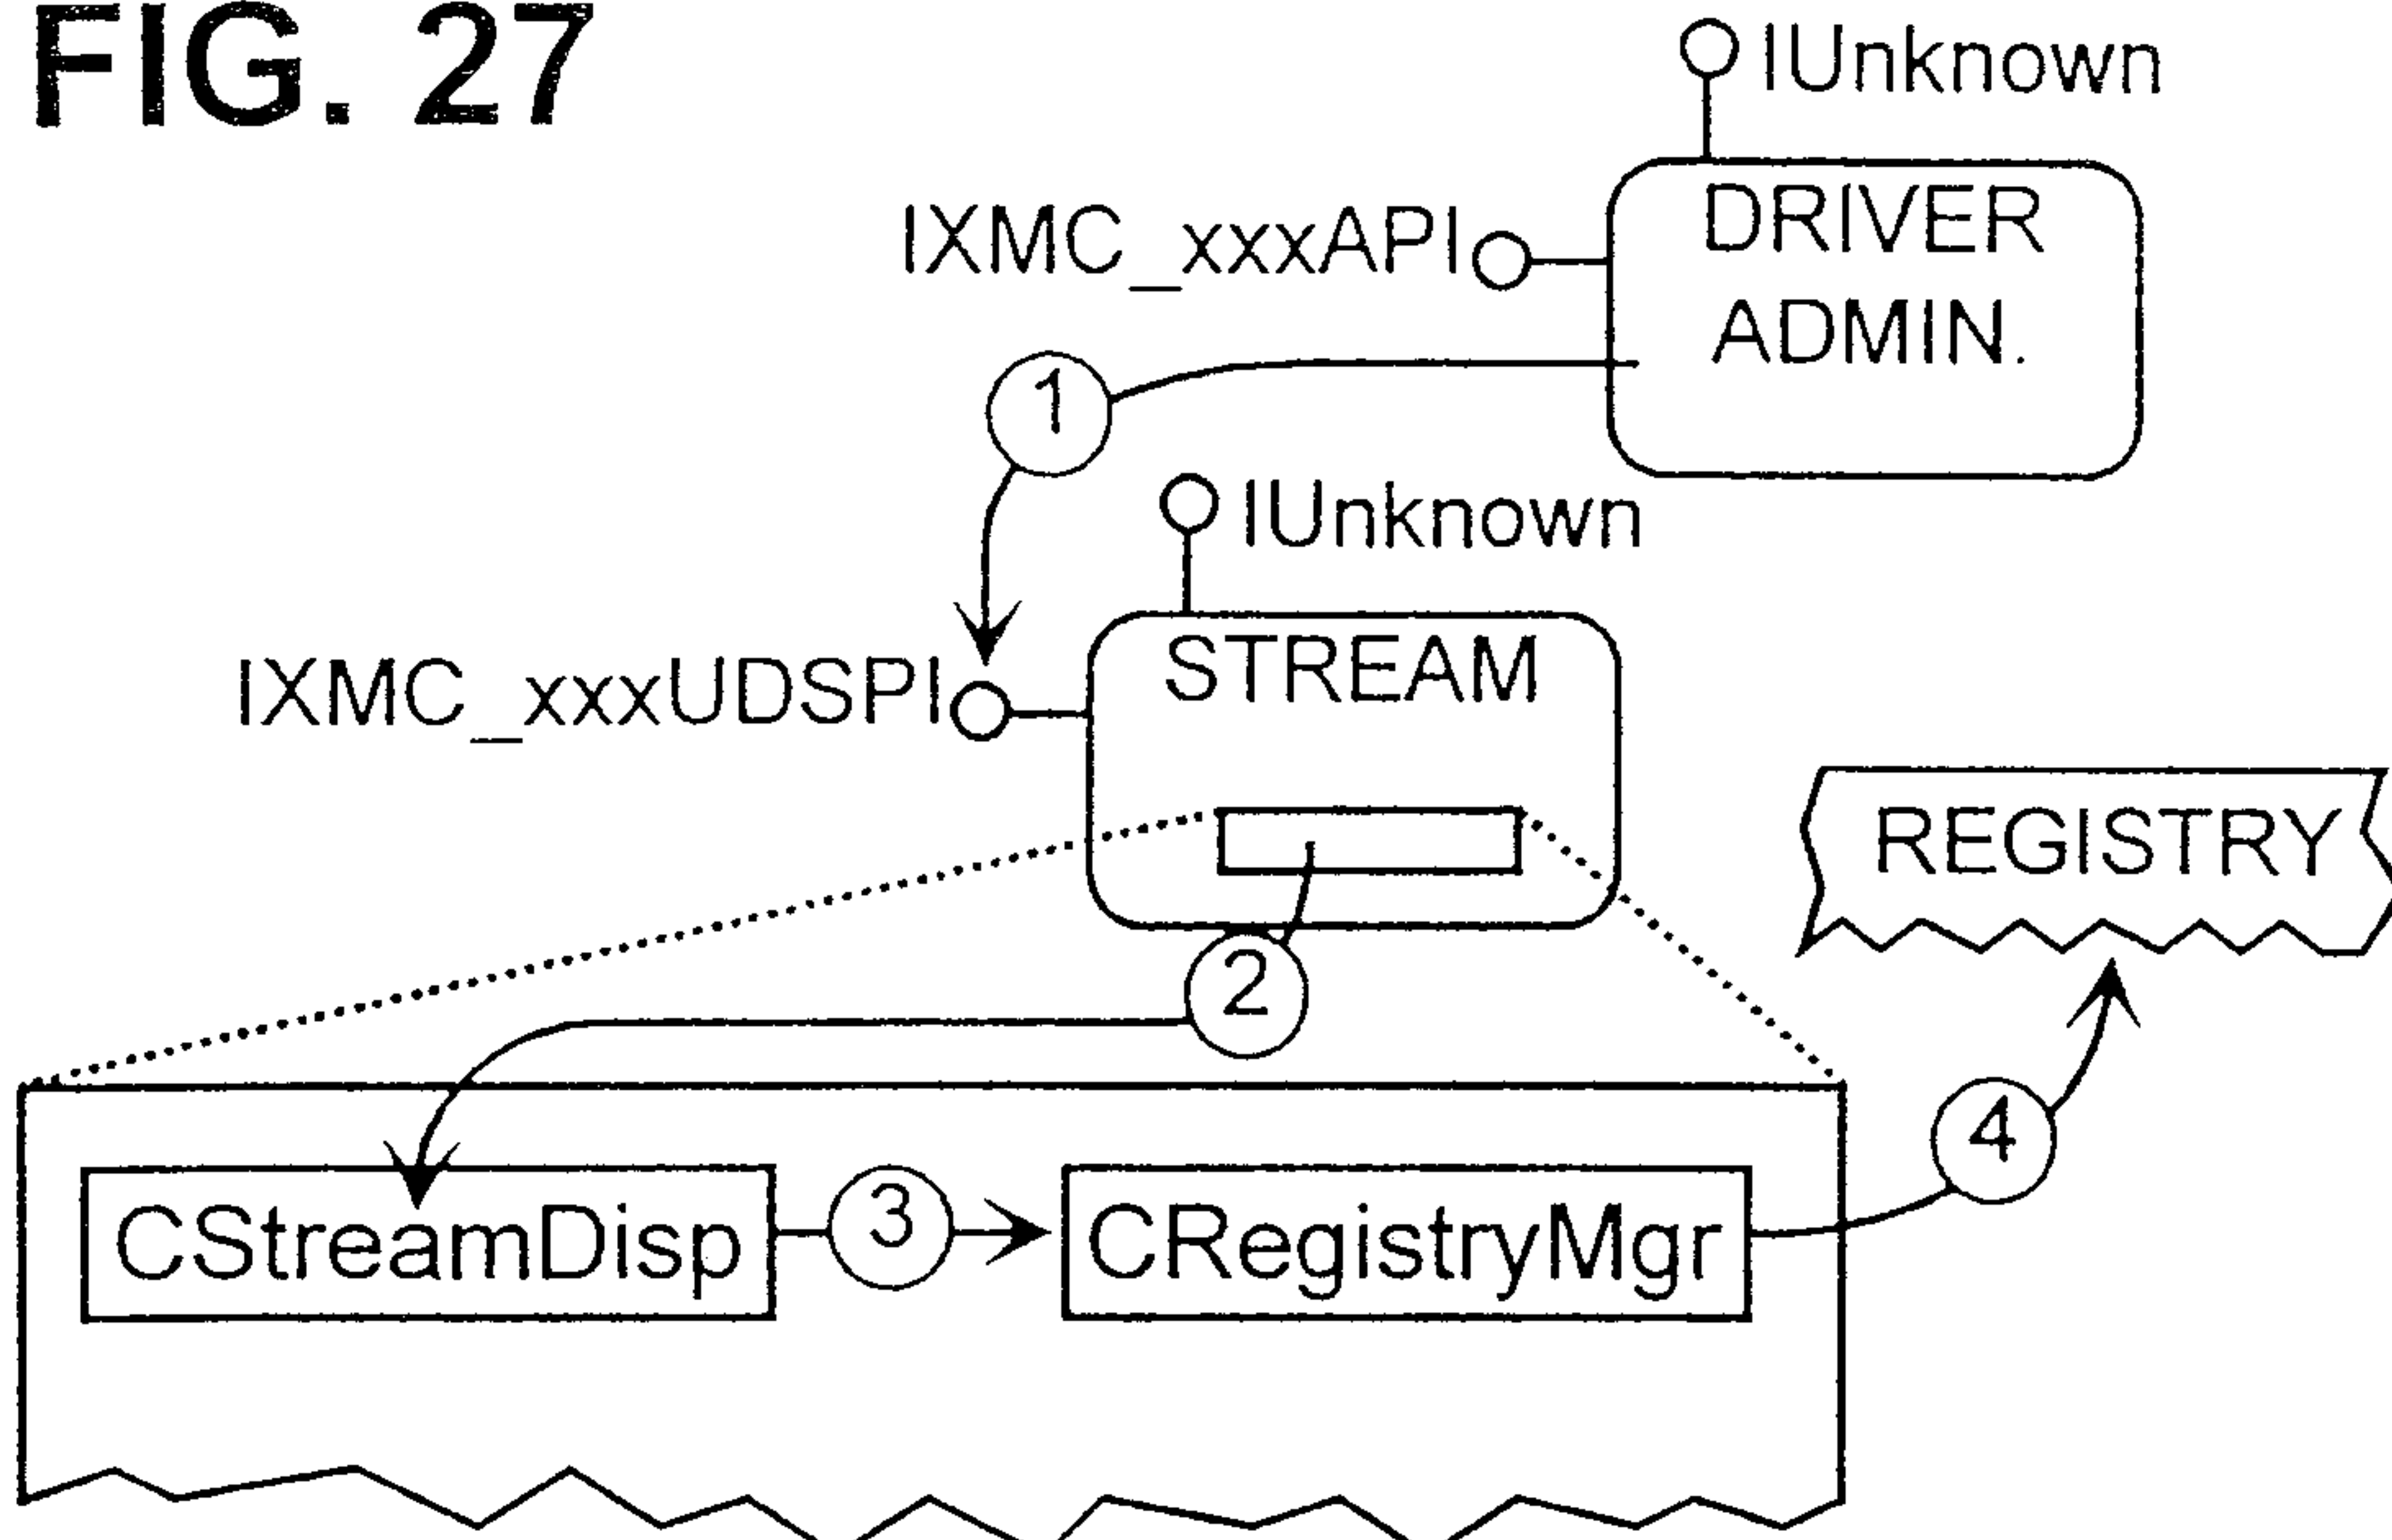 FIG. 27
IUnknown
DRIVER
ADMIN.
IXMC_xxxAPI
1
IUnknown
STREAM
IXMC_xxxUDSPI
REGISTRY
2
4
CStreamDisp
3
CRegistryMgr